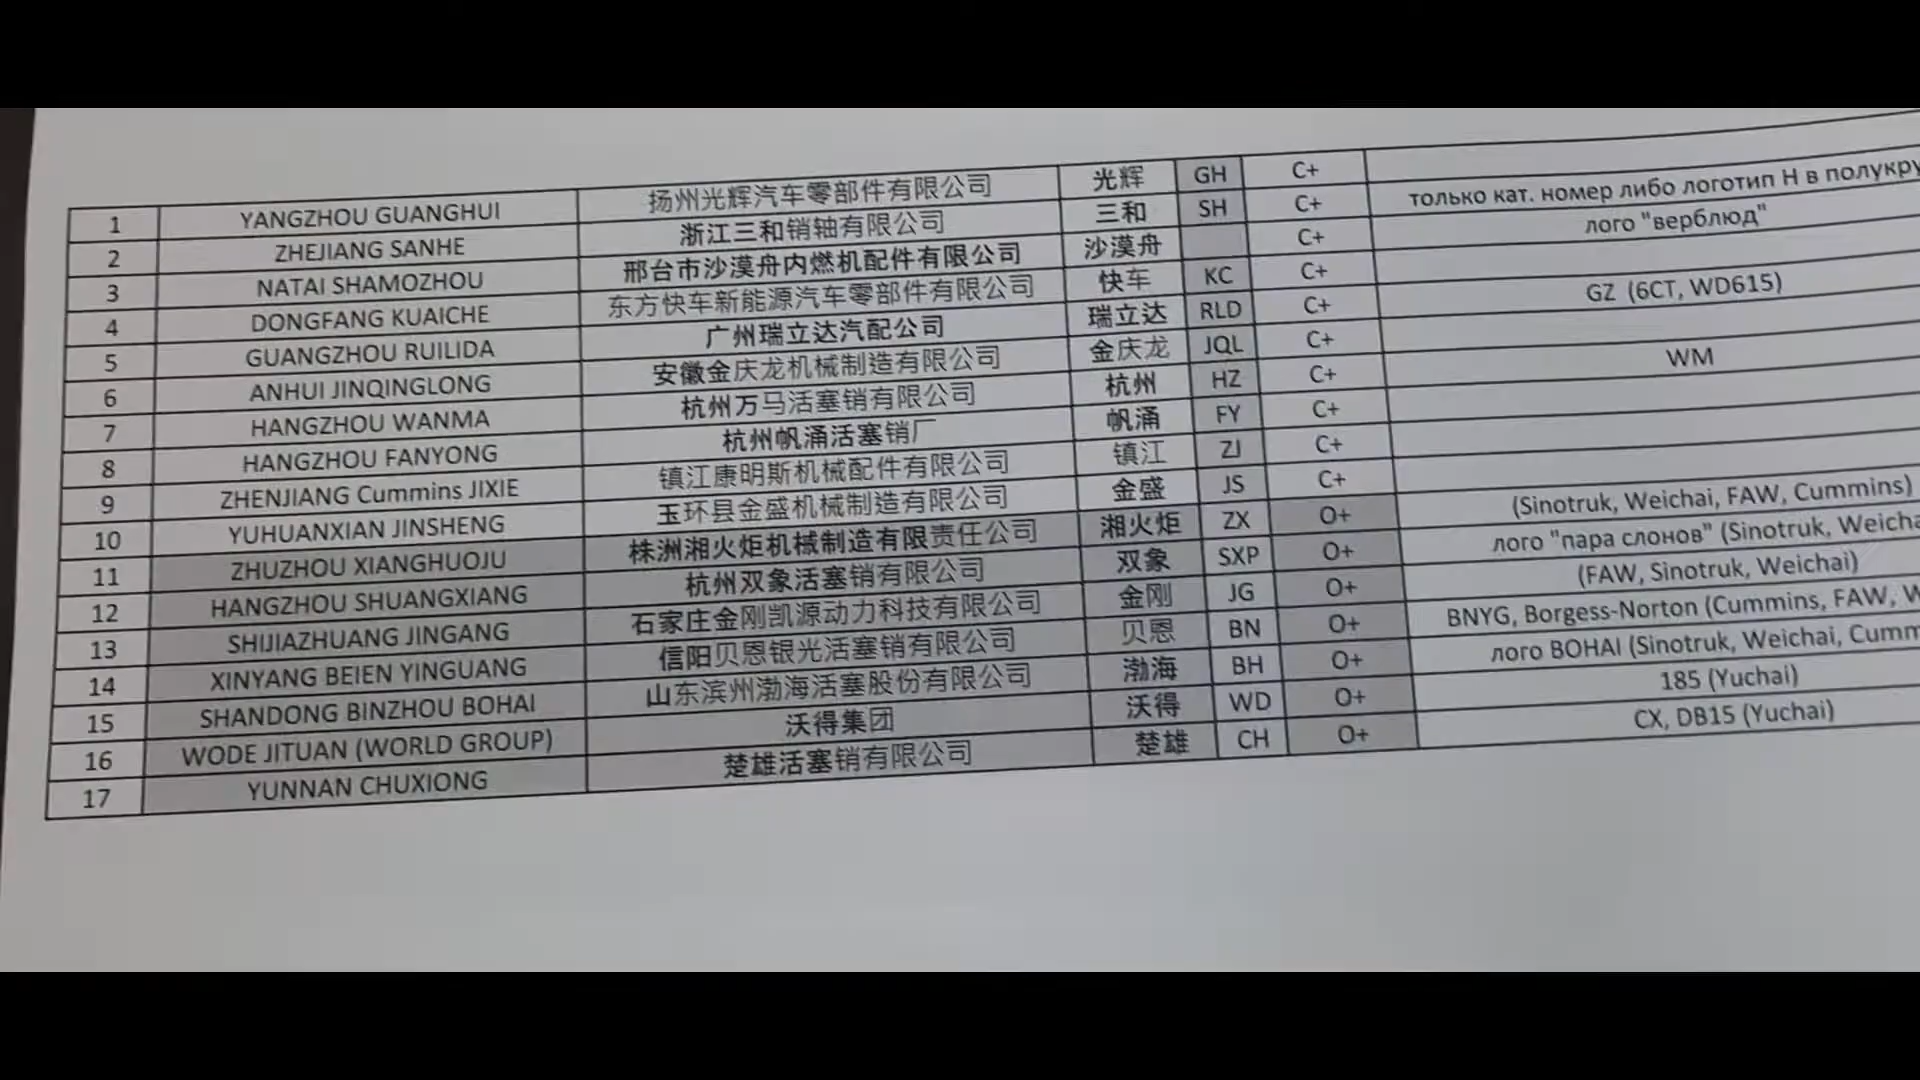 1 YANGZHOU GUANGHUI 扬州光辉汽车零部件有限公司 光辉 GH C+
2 ZHEJIANG SANHE 浙江三和销轴有限公司 三和 SH C+ только кат. номер либо логотип Н в полукру
3 NATAI SHAMOZHOU 邢台市沙漠舟内燃机配件有限公司 沙漠舟 C+ лого "верблюд"
4 DONGFANG KUAICHE 东方快车新能源汽车零部件有限公司 快车 KC C+
5 GUANGZHOU RUILIDA 广州瑞立达汽配公司 瑞立达 RLD C+ GZ (6CT, WD615)
6 ANHUI JINQINGLONG 安徽金庆龙机械制造有限公司 金庆龙 JQL C+
7 HANGZHOU WANMA 杭州万马活塞销有限公司 杭州 HZ C+ WM
8 HANGZHOU FANYONG 杭州帆涌活塞销厂 帆涌 FY C+
9 ZHENJIANG Cummins JIXIE 镇江康明斯机械配件有限公司 镇江 ZJ C+
10 YUHUANXIAN JINSHENG 玉环县金盛机械制造有限公司 金盛 JS C+
11 ZHUZHOU XIANGHUOJU 株洲湘火炬机械制造有限责任公司 湘火炬 ZX O+ (Sinotruk, Weichai, FAW, Cummins)
12 HANGZHOU SHUANGXIANG 杭州双象活塞销有限公司 双象 SXP O+ лого "пара слонов" (Sinotruk, Weicha
13 SHIJIAZHUANG JINGANG 石家庄金刚凯源动力科技有限公司 金刚 JG O+ (FAW, Sinotruk, Weichai)
14 XINYANG BEIEN YINGUANG 信阳贝恩银光活塞销有限公司 贝恩 BN O+ BNYG, Borgess-Norton (Cummins, FAW, W
15 SHANDONG BINZHOU BOHAI 山东滨州渤海活塞股份有限公司 渤海 BH O+ лого BOHAI (Sinotruk, Weichai, Cumm
16 WODE JITUAN (WORLD GROUP) 沃得集团 沃得 WD O+ 185 (Yuchai)
17 YUNNAN CHUXIONG 楚雄活塞销有限公司 楚雄 CH O+ CX, DB15 (Yuchai)